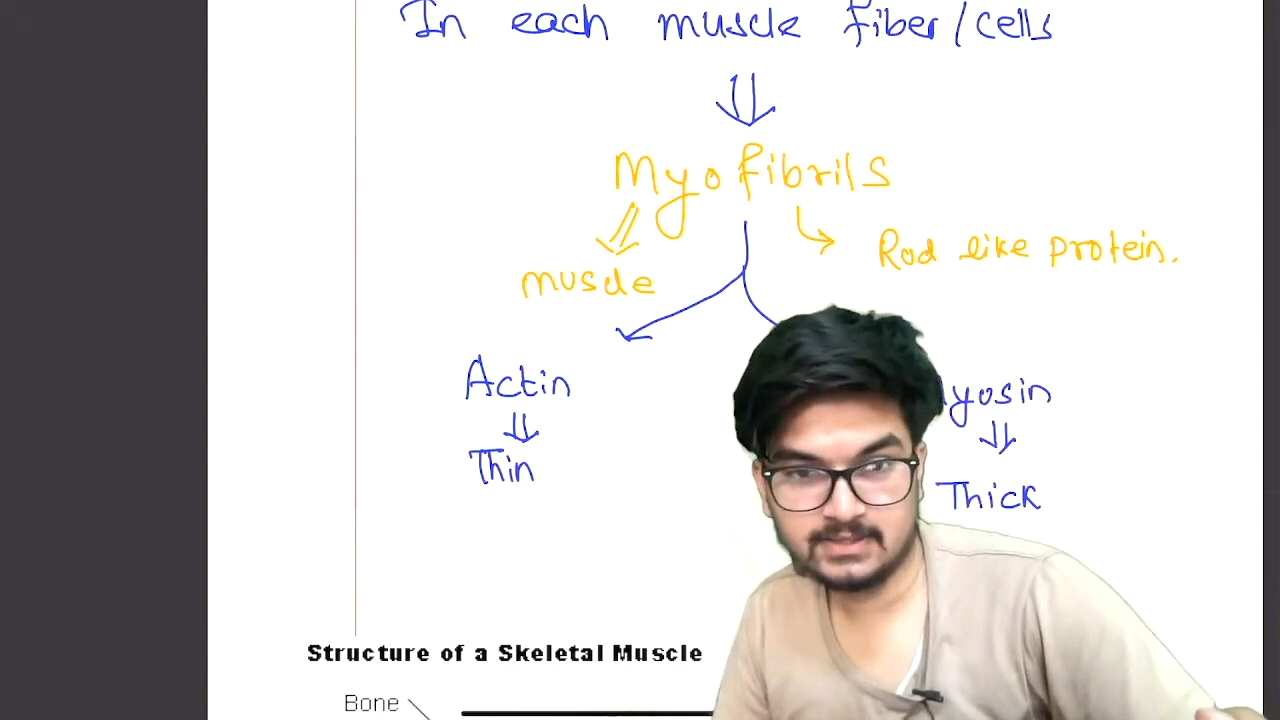 In each muscle fiber/cells
Myofibrils
muscle
Rod like protein.
Actin
yosin
Thin
Thick
Structure of a Skeletal Muscle
Bone